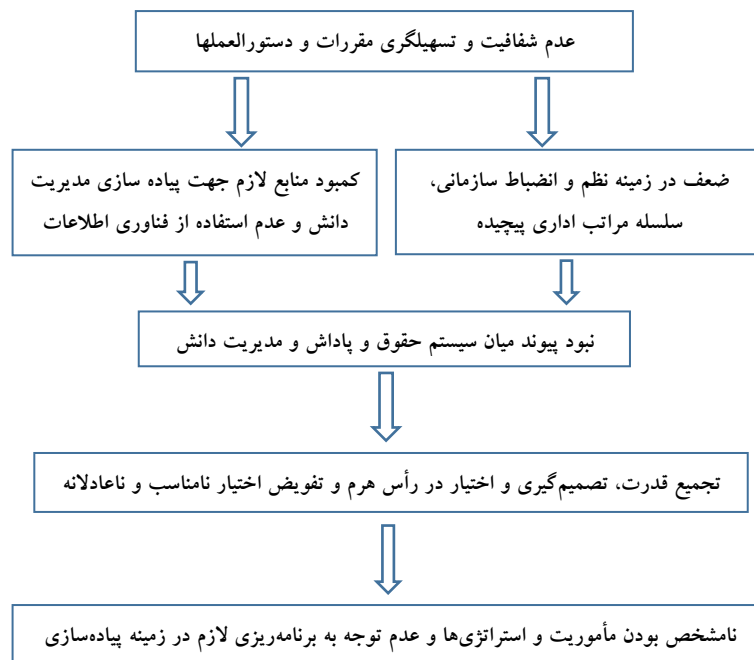 عدم شفافیت و تسهیلگری مقررات و دستورالعملها
ضعف در زمینه نظم و انضباط سازمانی،
سلسله مراتب اداری پیچیده
کمبود منابع لازم جهت پیاده سازی مدیریت
دانش و عدم استفاده از فناوری اطلاعات
نبود پیوند میان سیستم حقوق و پاداش و مدیریت دانش
تجمیع قدرت، تصمیم‌گیری و اختیار در رأس هرم و تفویض اختیار نامناسب و ناعادلانه
نامشخص بودن مأموریت و استراتژی‌ها و عدم توجه به برنامه‌ریزی لازم در زمینه پیاده‌سازی